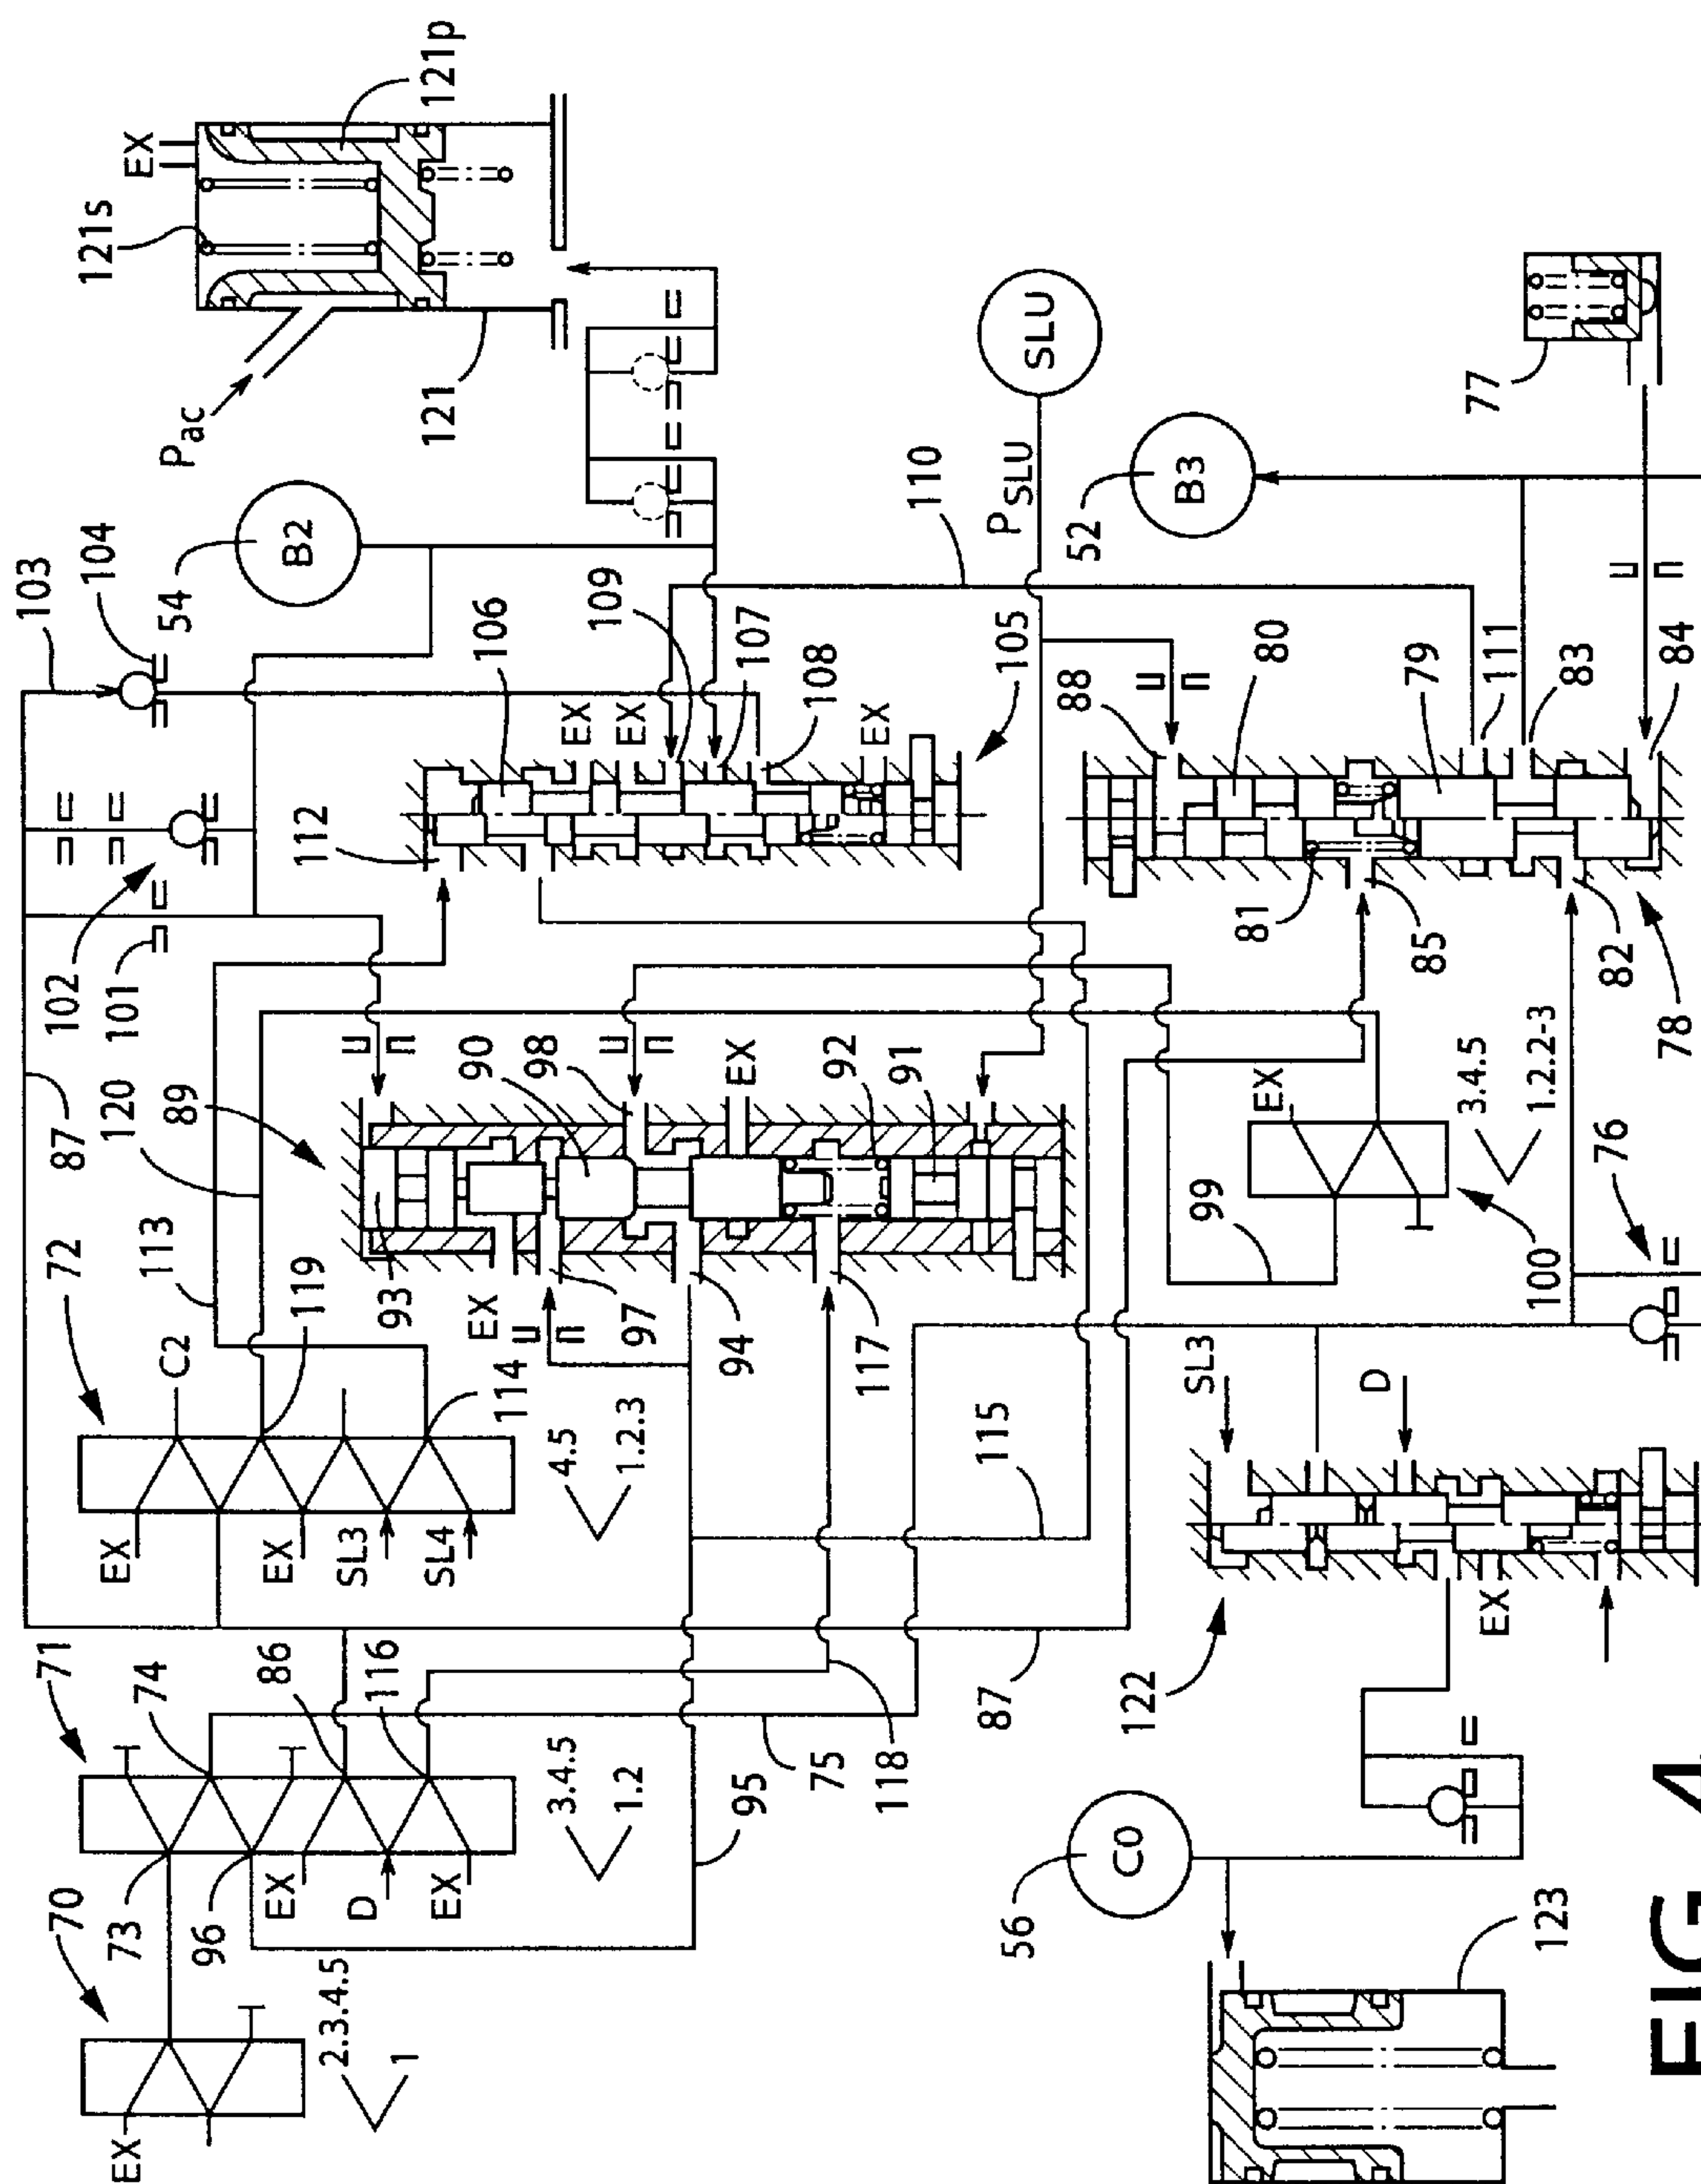 EX
70
2.3.4.5
1
73
96
EX
D
EX
71
74
86
116
3.4.5
1.2
95
75
118
87
72
EX
EX
SL3
SL4
C2
119
114
4.5
1.2.3
115
87
120
113
89
93
EX
97
94
117
90
98
EX
92
91
99
100
EX
3.4.5
1.2.2-3
76
102
101
103
104
112
106
EX
EX
109
107
108
EX
105
110
54
B2
Pac
121
121s
EX
121p
SLU
PSLU
52
B3
77
88
80
79
111
83
84
81
85
82
78
122
SL3
D
EX
56
C0
123
FIG. 4